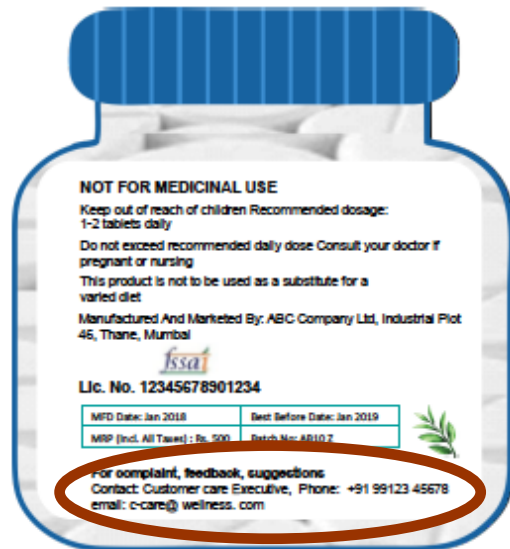 NOT FOR MEDICINAL USE
Keep out of reach of children Recommended dosage:
1-2 tablets daily
Do not exceed recommended daily dose Consult your doctor if
pregnant or nursing
This product is not to be used as a substitute for a
varied diet
Manufactured And Marketed By: ABC Company Ltd, Industrial Plot
45, Thane, Mumbai
fssai
Lic. No. 12345678901234
MFD Date: Jan 2018 Best Before Date: Jan 2019
MRP (Incl. All Taxes) : Rs. 500 Batch No: AB10 Z
For complaint, feedback, suggestions
Contact: Customer care Executive, Phone: +91 99123 45678
email: c-care@ wellness. com